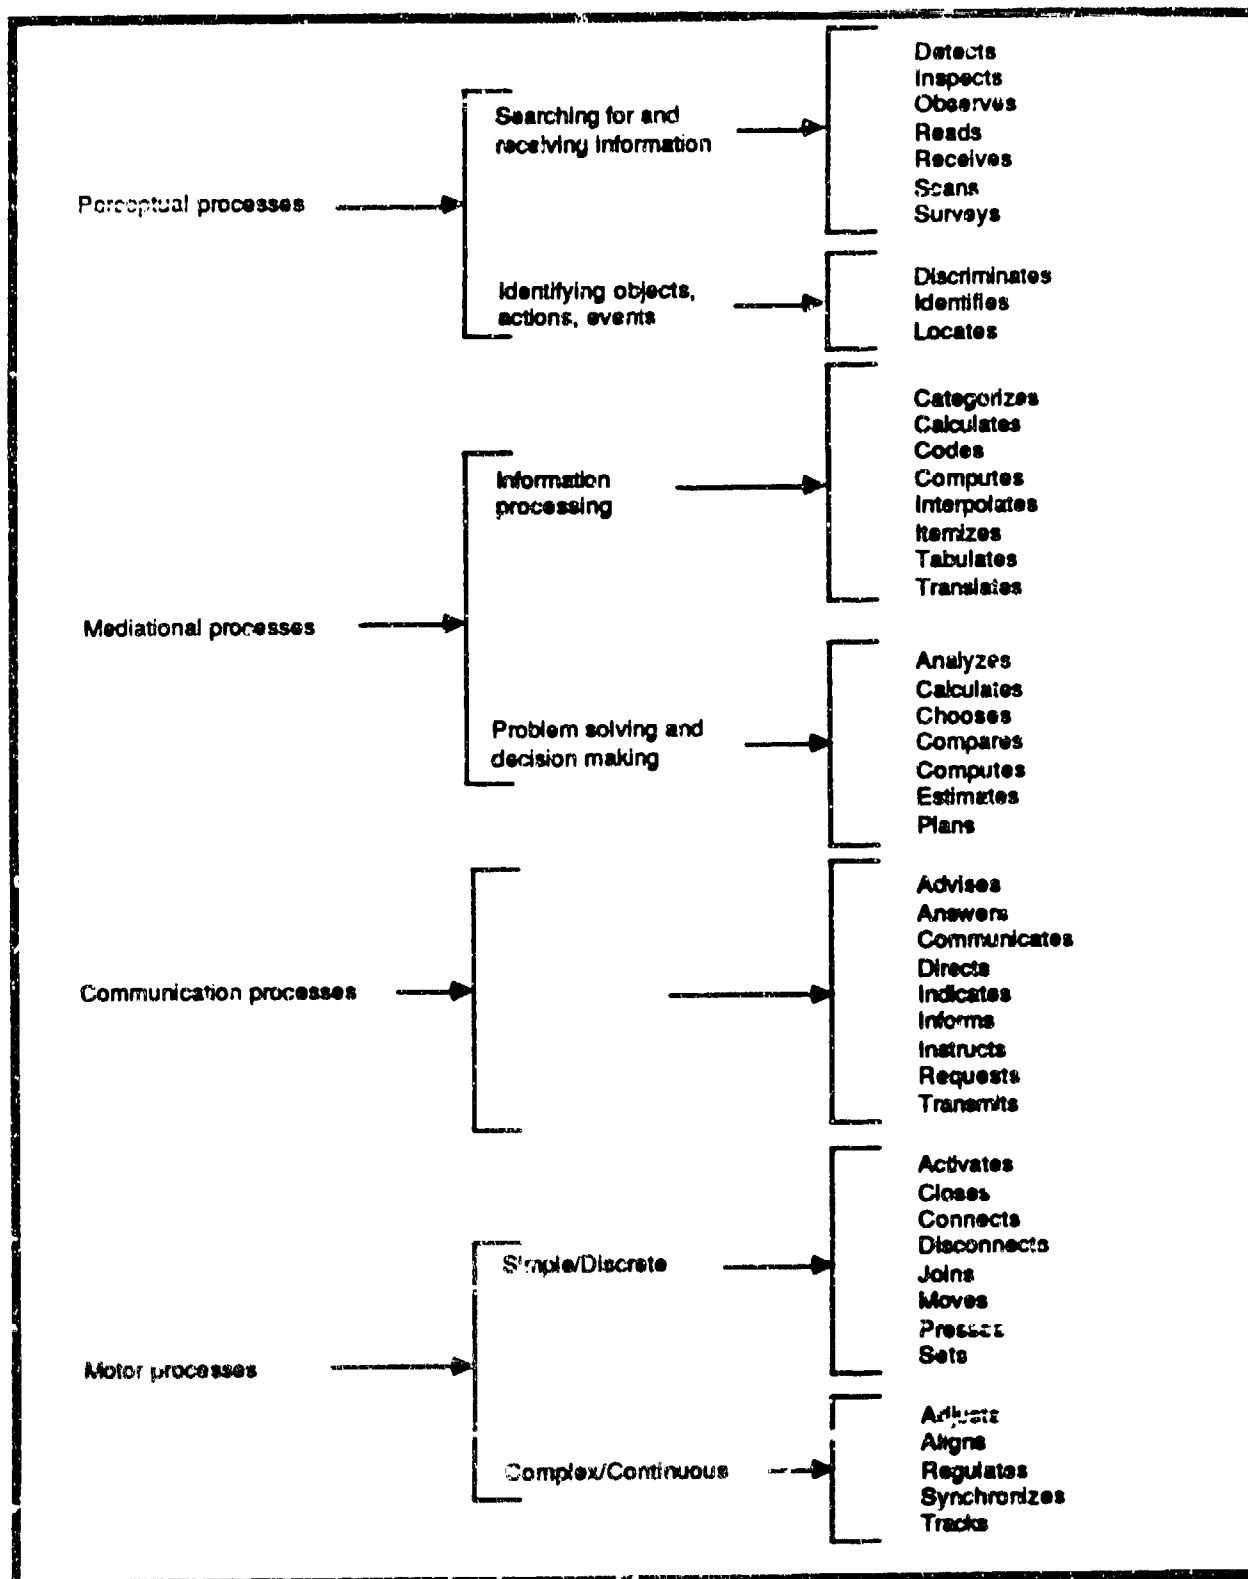 Perceptual processes
Searching for and
receiving information
Detects
Inspects
Observes
Reads
Receives
Scans
Surveys
Identifying objects,
actions, events
Discriminates
Identifies
Locates
Mediational processes
Information
processing
Categorizes
Calculates
Codes
Computes
Interpolates
Itemizes
Tabulates
Translates
Problem solving and
decision making
Analyzes
Calculates
Chooses
Compares
Computes
Estimates
Plans
Communication processes
Advises
Answers
Communicates
Directs
Indicates
Informs
Instructs
Requests
Transmits
Motor processes
Simple/Discrete
Activates
Closes
Connects
Disconnects
Joins
Moves
Presses
Sets
Complex/Continuous
Adjusts
Aligns
Regulates
Synchronizes
Tracks